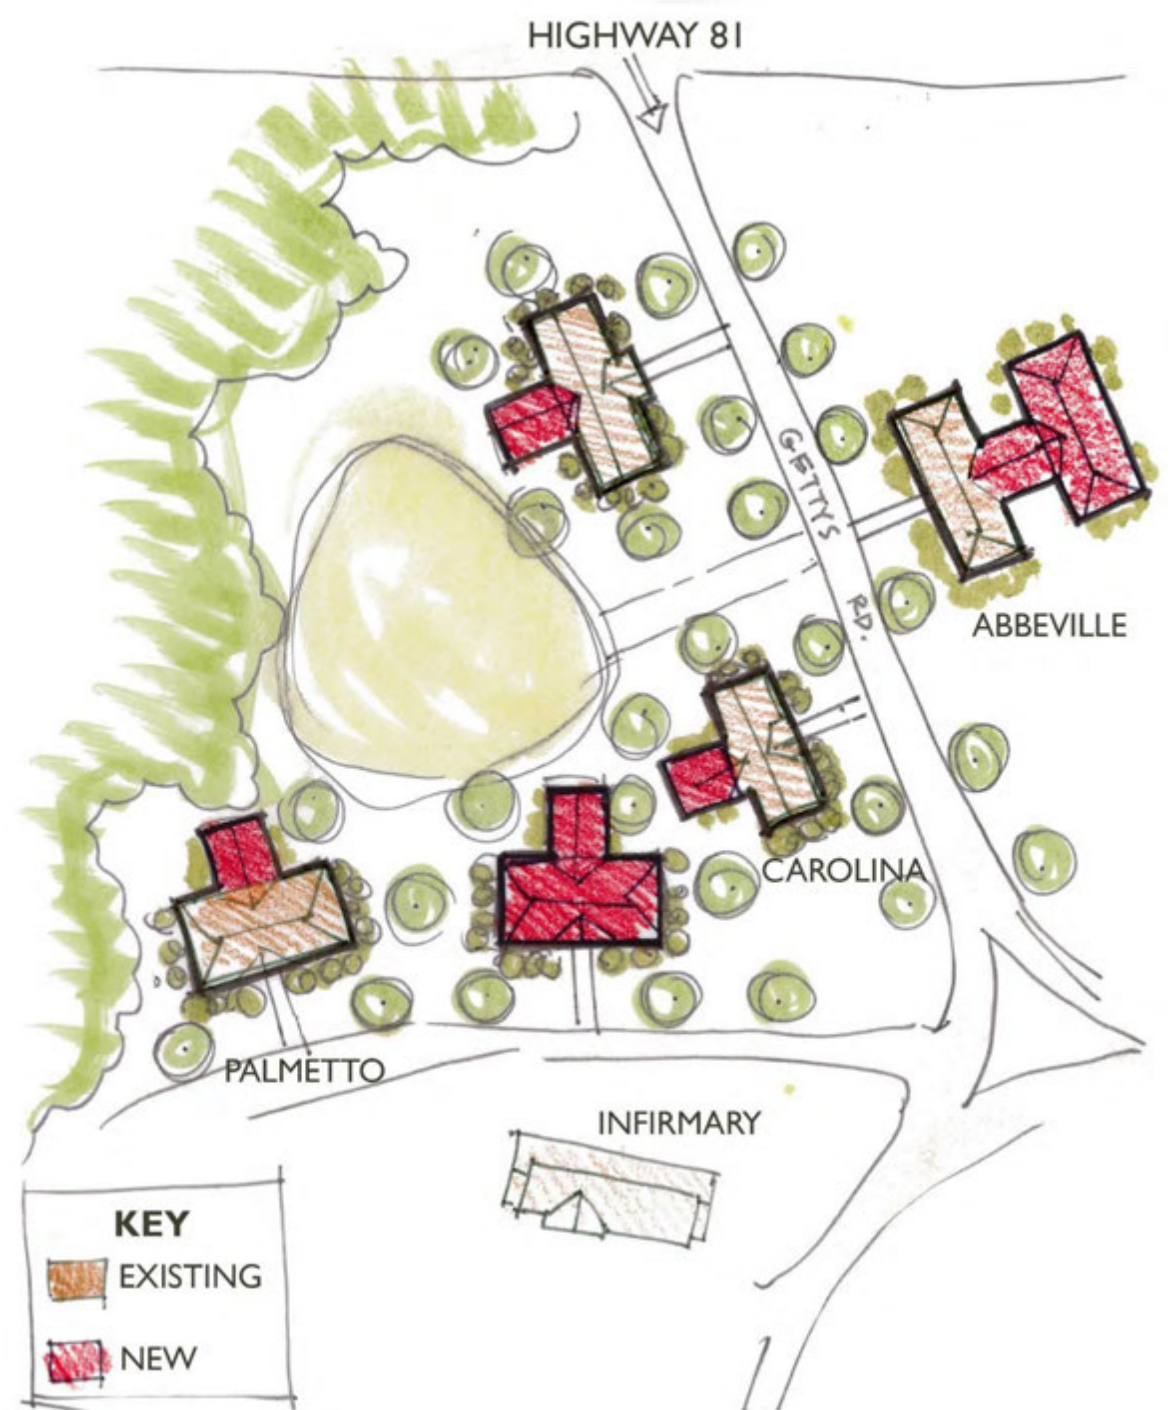 HIGHWAY 81
GETTYS RD.
ABBEVILLE
CAROLINA
PALMETTO
INFIRMARY
KEY
EXISTING
NEW